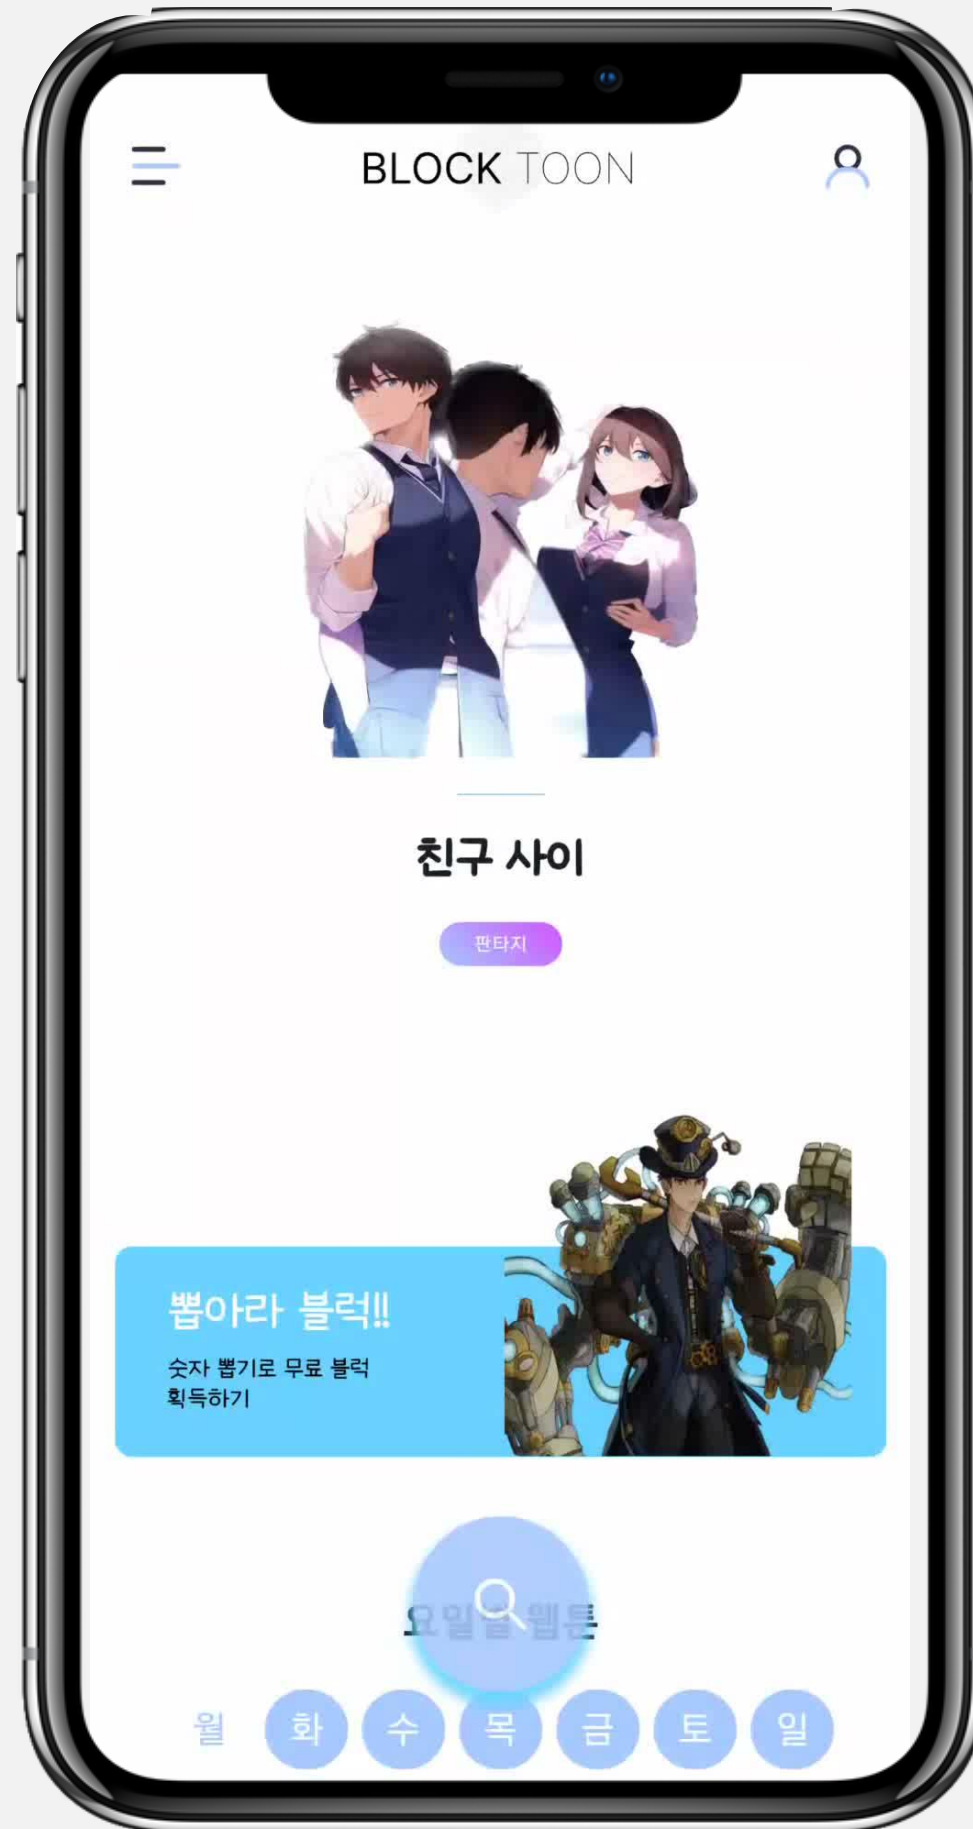 BLOCK TOON
친구 사이
판타지
뽑아라 블럭!!
숫자 뽑기로 무료 블럭
획득하기
요일별 웹툰
월 화 수 목 금 토 일